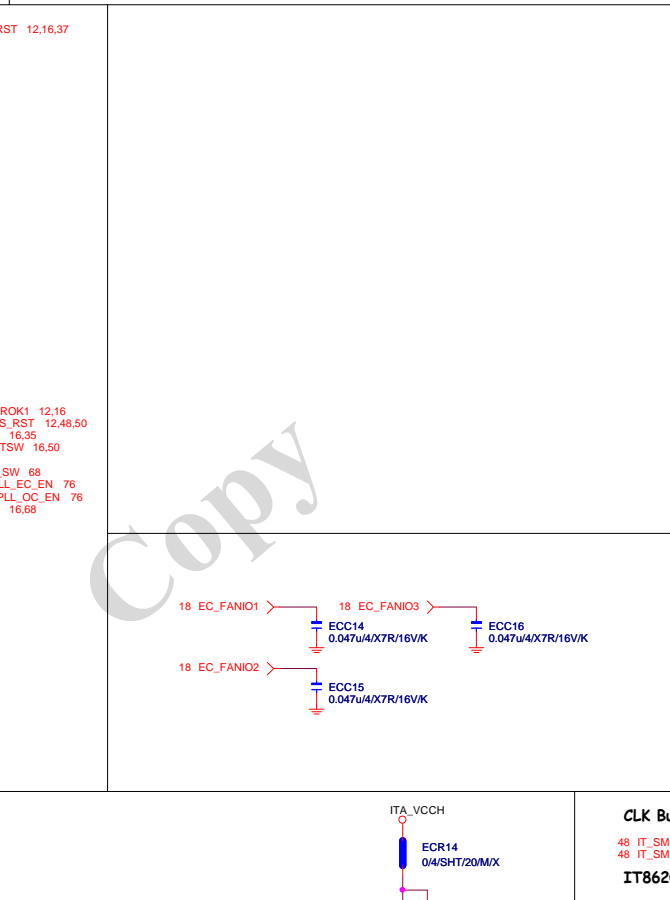 RST 12,16,37
ROK1 12,16
S_RST 12,48,50
16,35
TSW 16,50
_SW 68
LL_EC_EN 76
PLL_OC_EN 76
16,68
Copy
18 EC_FANIO1
18 EC_FANIO3
ECC14
0.047u/4/X7R/16V/K
ECC16
0.047u/4/X7R/16V/K
18 EC_FANIO2
ECC15
0.047u/4/X7R/16V/K
ITA_VCCH
ECR14
0/4/SHT/20/M/X
CLK Bu
48 IT_SM
48 IT_SM
IT862